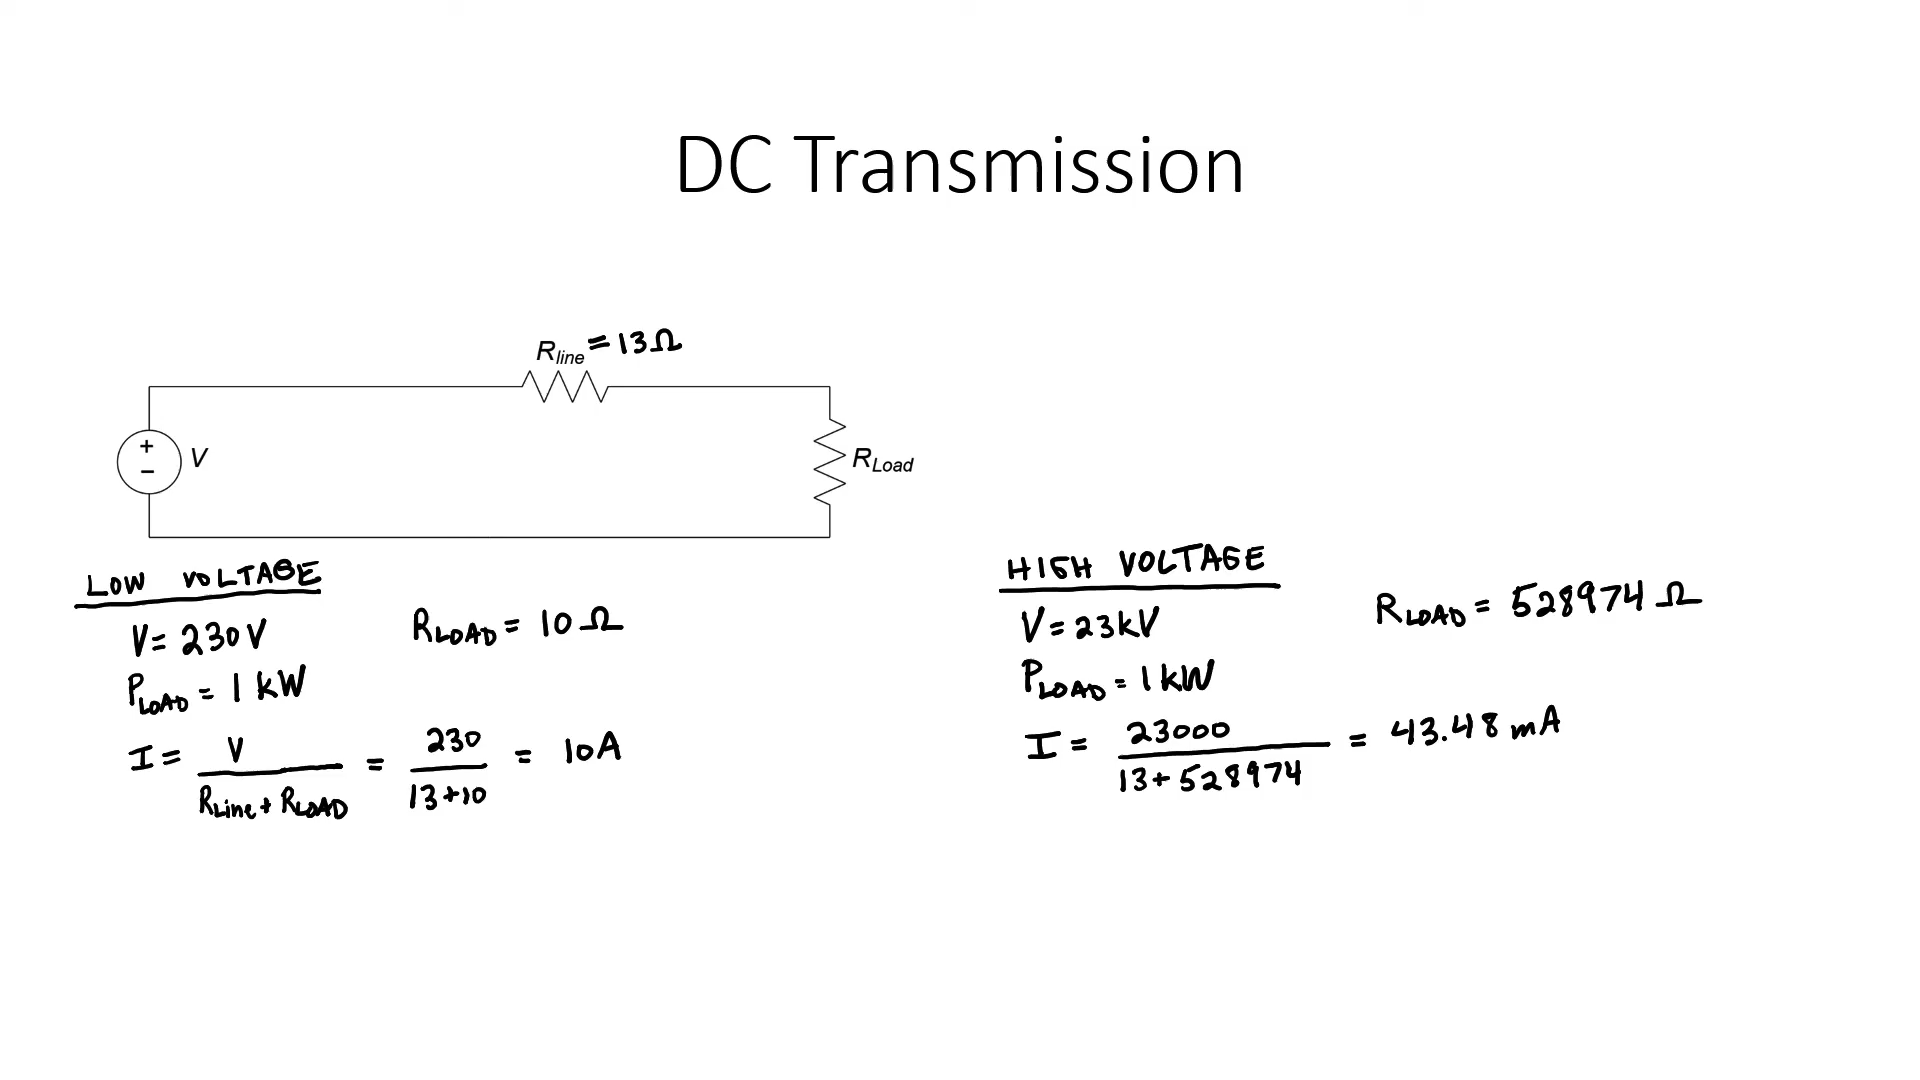 DC Transmission
Rline = 13Ω
+
−
V
RLoad
LOW VOLTAGE
V = 230V
RLOAD = 10 Ω
PLOAD = 1 kW
I = V / RLine + RLOAD = 230 / 13+10 = 10A
HIGH VOLTAGE
V = 23kV
RLOAD = 528974 Ω
PLOAD = 1 kW
I = 23000 / 13+528974 = 43.48 mA